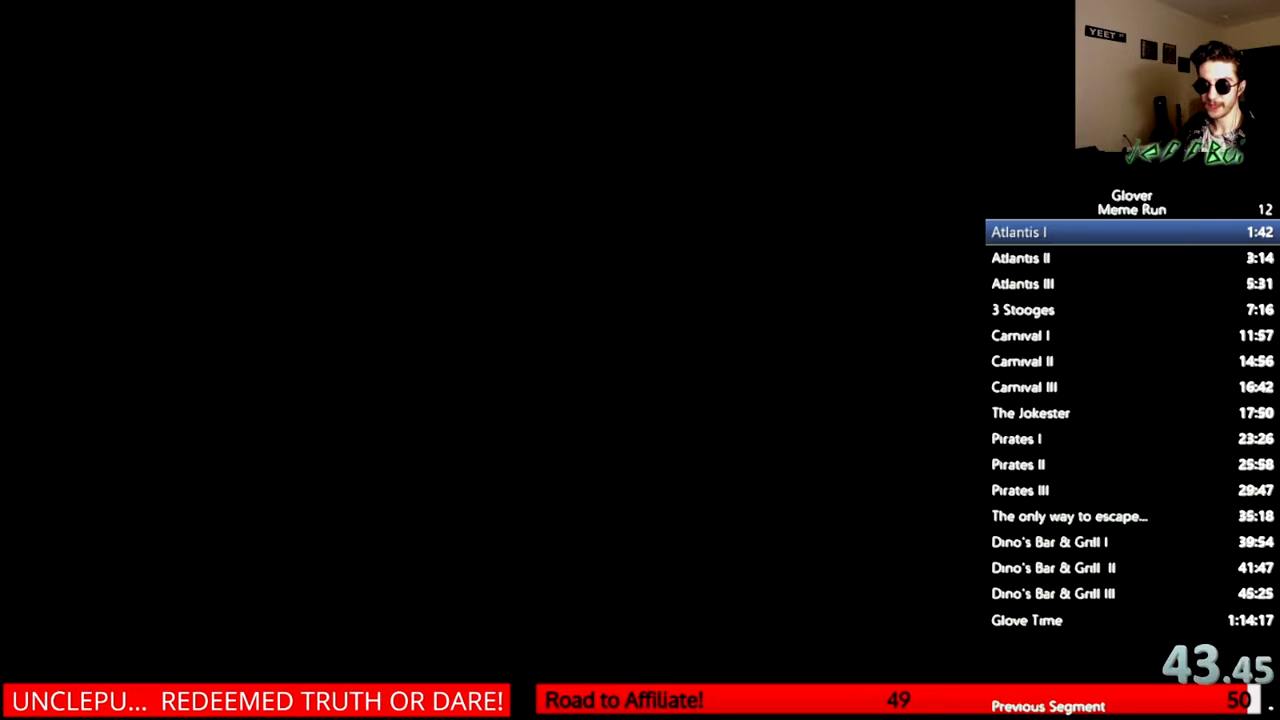 YEET
JeffBoi
Glover
Meme Run 12
Atlantis I 1:42
Atlantis II 3:14
Atlantis III 5:31
3 Stooges 7:16
Carnival I 11:57
Carnival II 14:56
Carnival III 16:42
The Jokester 17:50
Pirates I 23:26
Pirates II 25:58
Pirates III 29:47
The only way to escape... 35:18
Dino's Bar & Grill I 39:54
Dino's Bar & Grill II 41:47
Dino's Bar & Grill III 45:25
Glove Time 1:14:17
43.45
UNCLEPU... REDEEMED TRUTH OR DARE!
Road to Affiliate! 49 50
Previous Segment -